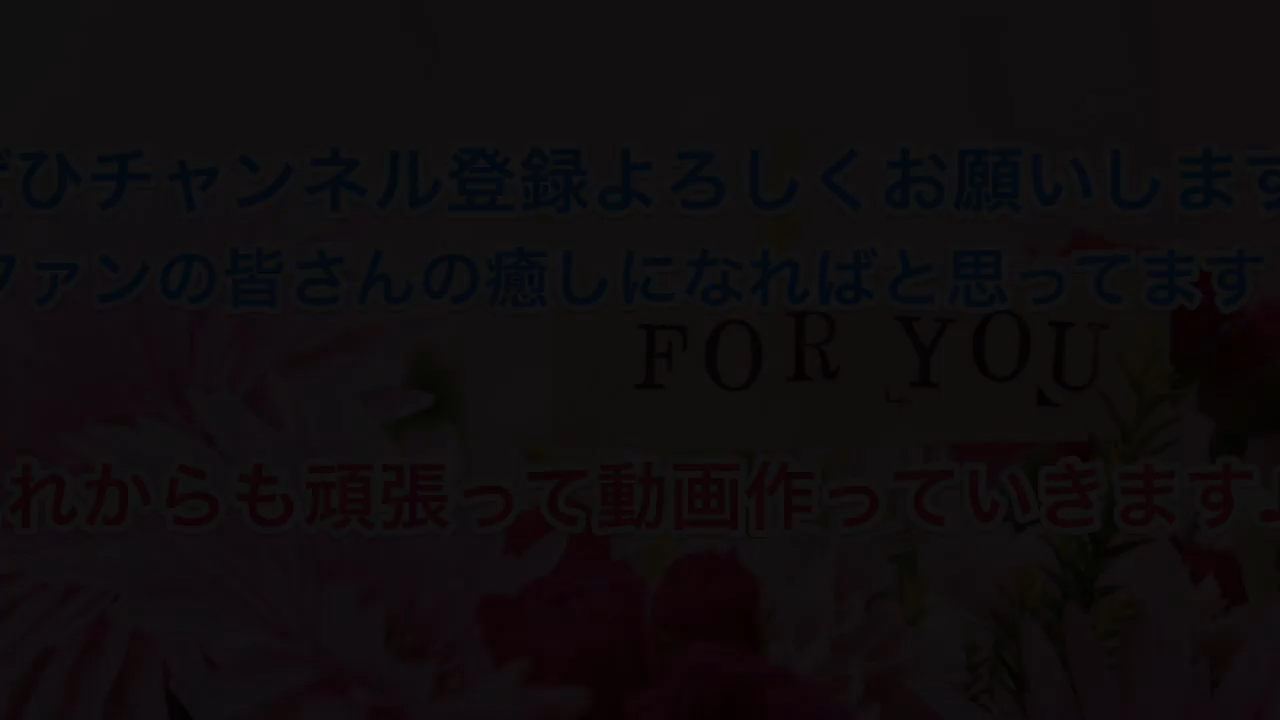 ぜひチャンネル登録よろしくお願いします
ファンの皆さんの癒しになればと思ってます
FOR YOU
れからも頑張って動画作っていきます